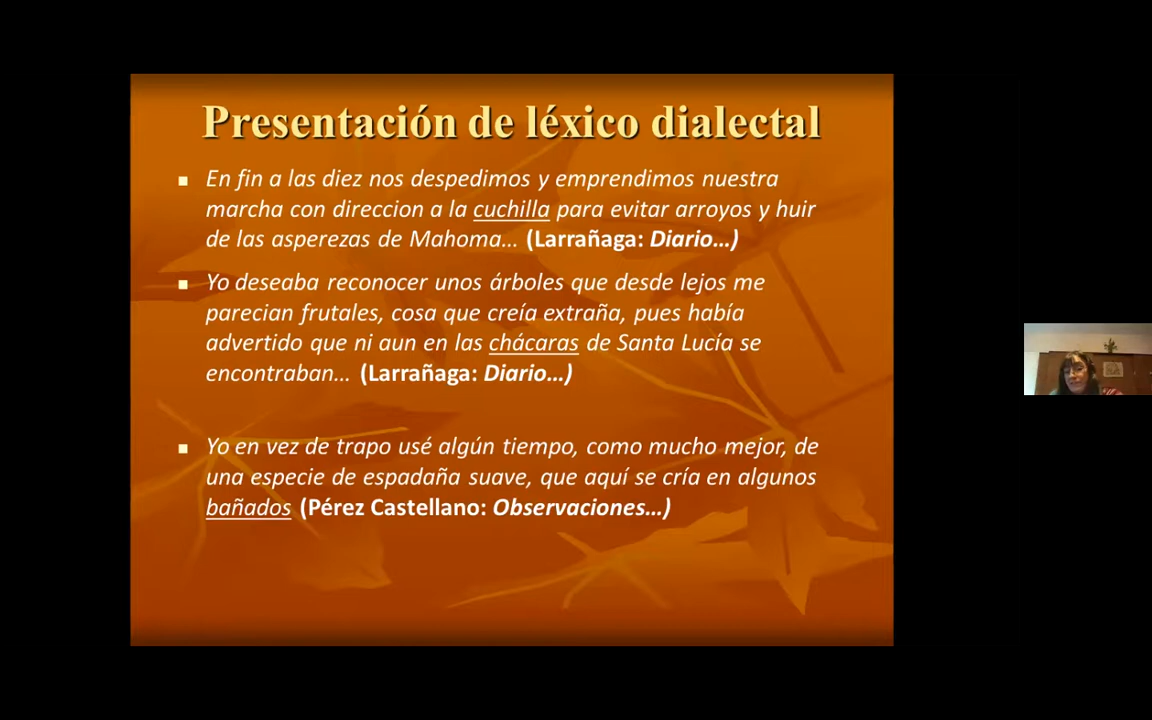 Presentación de léxico dialectal
En fin a las diez nos despedimos y emprendimos nuestra
marcha con direccion a la cuchilla para evitar arroyos y huir
de las asperezas de Mahoma... (Larrañaga: Diario...)
Yo deseaba reconocer unos árboles que desde lejos me
parecian frutales, cosa que creía extraña, pues había
advertido que ni aun en las chácaras de Santa Lucía se
encontraban... (Larrañaga: Diario...)
Yo en vez de trapo usé algún tiempo, como mucho mejor, de
una especie de espadaña suave, que aquí se cría en algunos
bañados (Pérez Castellano: Observaciones...)